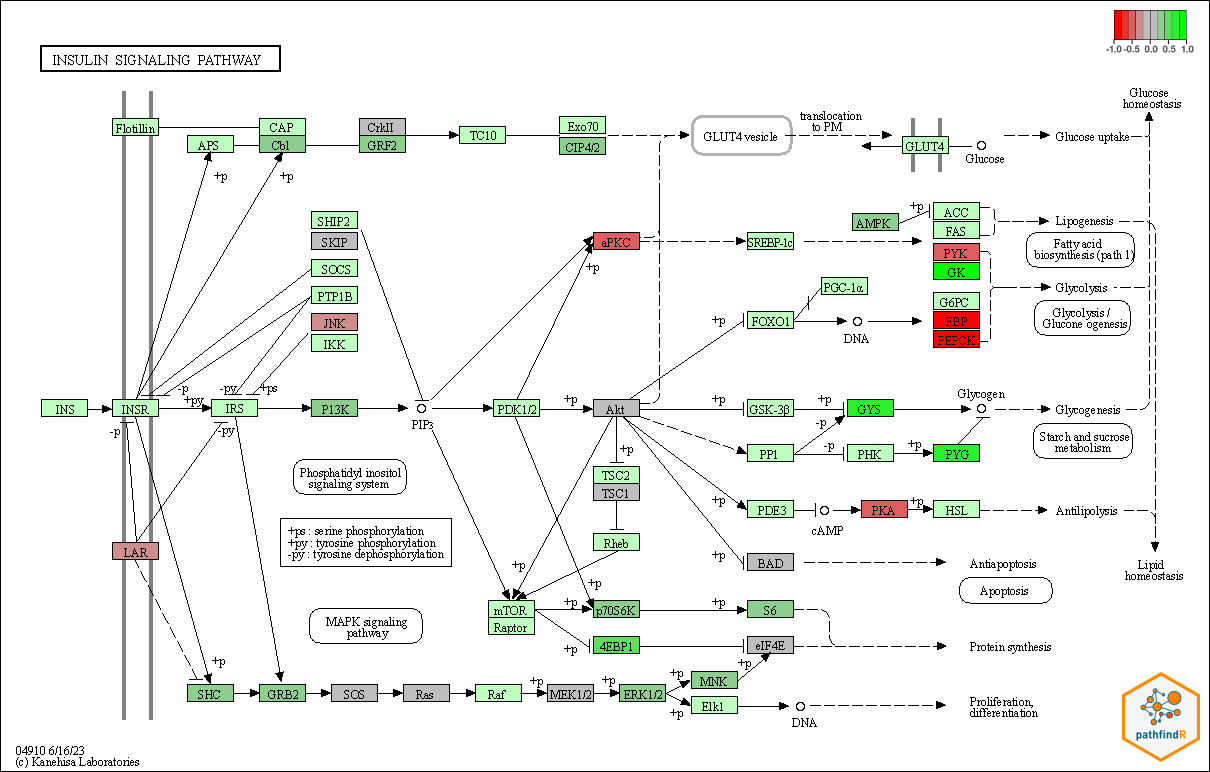 INSULIN SIGNALING PATHWAY
-1.0 -0.5 0.0 0.5 1.0
Glucose
homeostasis
Flotillin
CAP
CrkII
Exo70
APS
Cbl
GRF2
TC10
CIP4/2
GLUT4 vesicle
translocation
to PM
GLUT4
Glucose
Glucose uptake
+p
+p
SHIP2
SKIP
SOCS
PTP1B
JNK
IKK
aPKC
+p
SREBP-1c
AMPK
+p
ACC
FAS
PYK
GK
G6PC
FBP
PEPCK
Lipogenesis
Fatty acid
biosynthesis (path 1)
Glycolysis
Glycolysis /
Glucone ogenesis
PGC-1α
FOXO1
+p
DNA
-p
+py
-py
+ps
INS
INSR
IRS
P13K
PIP3
PDK1/2
+p
Akt
+p
GSK-3β
+p
GYS
Glycogen
Glycogenesis
-p
-py
-p
-p
PP1
PHK
+p
PYG
Starch and sucrose
metabolism
Phosphatidyl inositol
signaling system
+p
TSC2
TSC1
+p
PDE3
cAMP
PKA
+p
HSL
Antilipolysis
+ps : serine phosphorylation
+py : tyrosine phosphorylation
-py : tyrosine dephosphorylation
LAR
Rheb
+p
+p
+p
BAD
Antiapoptosis
Apoptosis
Lipid
homeostasis
mTOR
Raptor
+p
p70S6K
+p
S6
MAPK signaling
pathway
+p
4EBP1
eIF4E
Protein synthesis
+p
+p
SHC
GRB2
SOS
Ras
Raf
+p
MEK1/2
+p
ERK1/2
+p
MNK
+p
Elk1
DNA
Proliferation,
differentiation
04910 6/16/23
(c) Kanehisa Laboratories
pathfindR